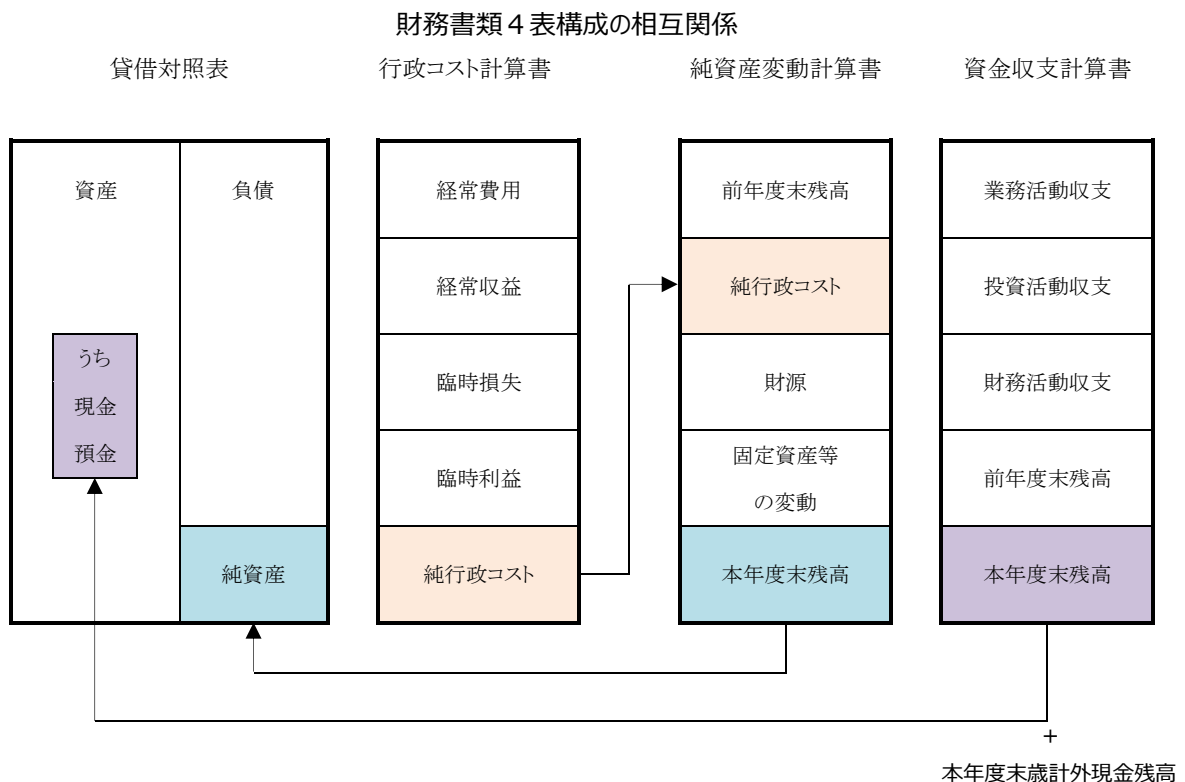 財務書類４表構成の相互関係
貸借対照表
行政コスト計算書
純資産変動計算書
資金収支計算書
資産
負債
うち
現金
預金
純資産
経常費用
経常収益
臨時損失
臨時利益
純行政コスト
前年度末残高
純行政コスト
財源
固定資産等
の変動
本年度末残高
業務活動収支
投資活動収支
財務活動収支
前年度末残高
本年度末残高
+
本年度末歳計外現金残高